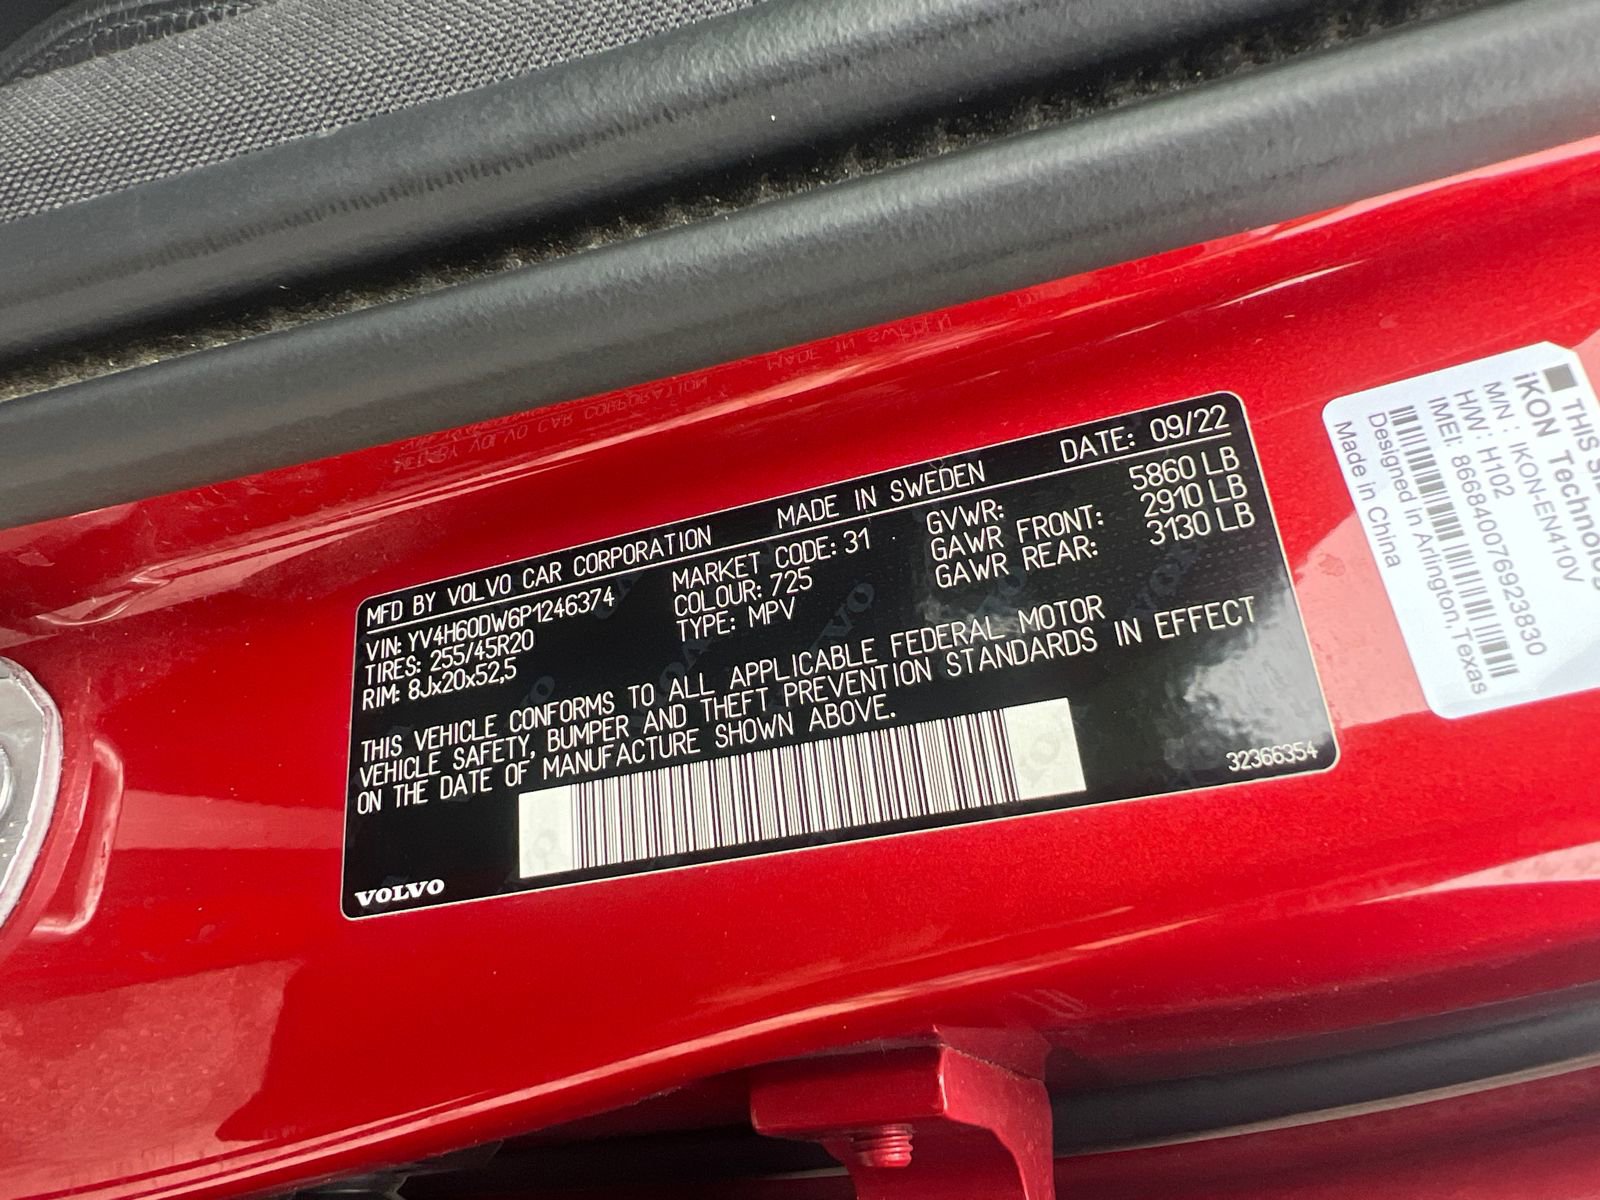 MFD BY VOLVO CAR CORPORATION MADE IN SWEDEN DATE: 09/22
VIN: YV4H60DW6P1246374 MARKET CODE: 31 GVWR: 5860 LB
TIRES: 255/45R20 COLOUR: 725 GAWR FRONT: 2910 LB
RIM: 8Jx20x52,5 TYPE: MPV GAWR REAR: 3130 LB
THIS VEHICLE CONFORMS TO ALL APPLICABLE FEDERAL MOTOR
VEHICLE SAFETY, BUMPER AND THEFT PREVENTION STANDARDS IN EFFECT
ON THE DATE OF MANUFACTURE SHOWN ABOVE.
32366354
VOLVO
THIS
iKON Technology
M/N : IKON-EN410V
H/W: H102
IMEI: 866840076923830
Designed in Arlington,Texas
Made in China